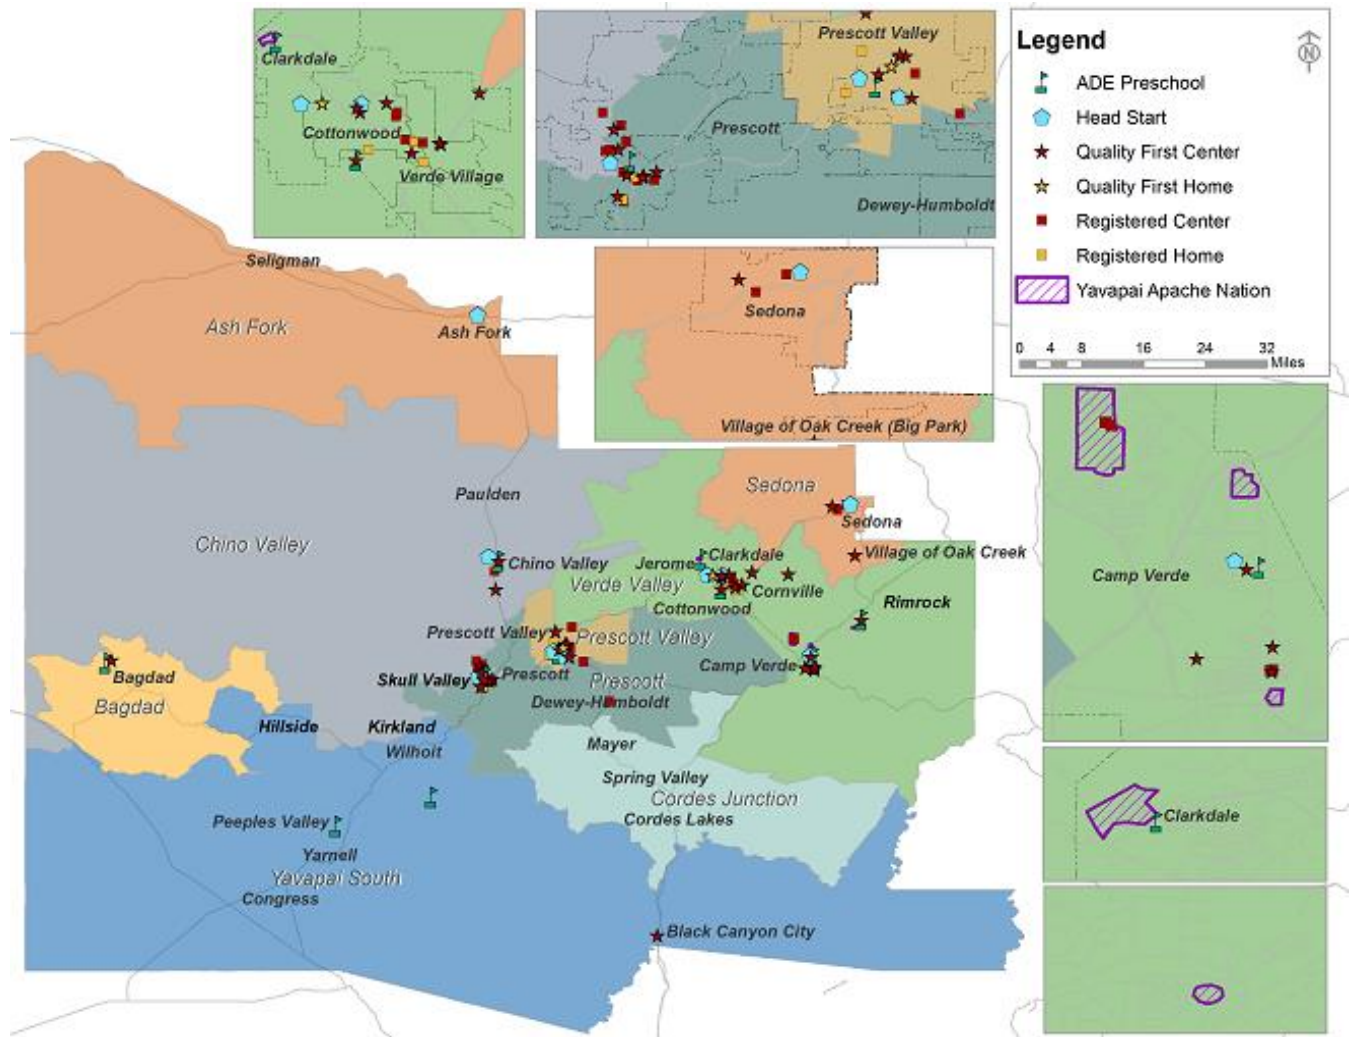 Clarkdale
Cottonwood
Verde Village
Prescott Valley
Prescott
Dewey-Humboldt
Legend
N
ADE Preschool
Head Start
Quality First Center
Quality First Home
Registered Center
Registered Home
Yavapai Apache Nation
0 4 8 16 24 32
Miles
Seligman
Ash Fork
Ash Fork
Sedona
Village of Oak Creek (Big Park)
Paulden
Sedona
Sedona
Chino Valley
Chino Valley
Jerome
Clarkdale
Village of Oak Creek
Verde Valley
Cornville
Cottonwood
Rimrock
Prescott Valley
Prescott Valley
Camp Verde
Skull Valley
Prescott
Prescott
Bagdad
Bagdad
Dewey-Humboldt
Hillside
Kirkland
Wilhoit
Mayer
Spring Valley
Cordes Junction
Cordes Lakes
Peeples Valley
Yarnell
Yavapai South
Congress
Black Canyon City
Camp Verde
Clarkdale